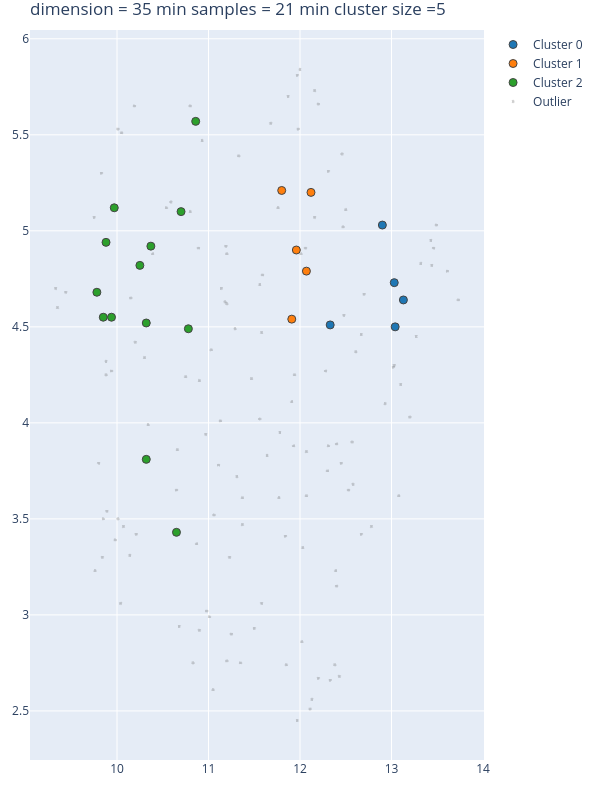 dimension = 35 min samples = 21 min cluster size =5
6
5.5
5
4.5
4
3.5
3
2.5
10
11
12
13
14
Cluster 0
Cluster 1
Cluster 2
Outlier